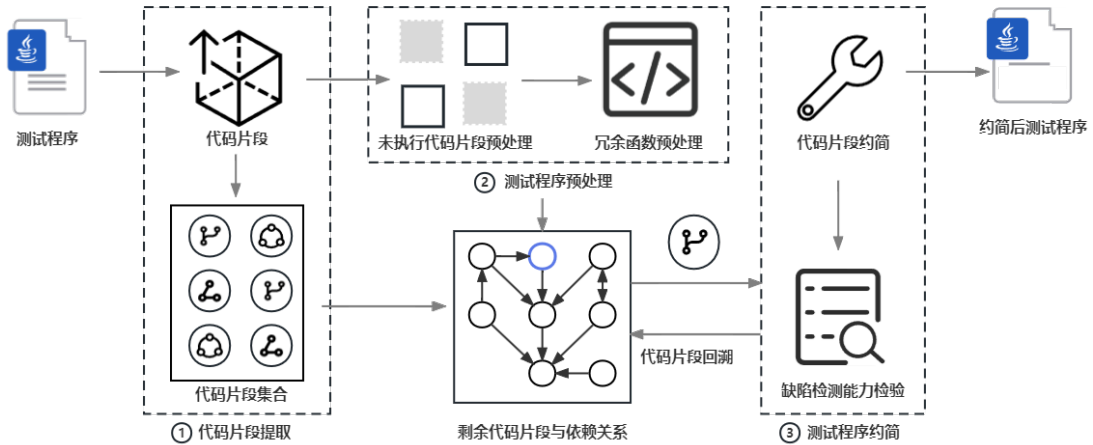 测试程序
代码片段
未执行代码片段预处理
冗余函数预处理
代码片段约简
约简后测试程序
② 测试程序预处理
代码片段集合
代码片段回溯
缺陷检测能力检验
① 代码片段提取
剩余代码片段与依赖关系
③ 测试程序约简